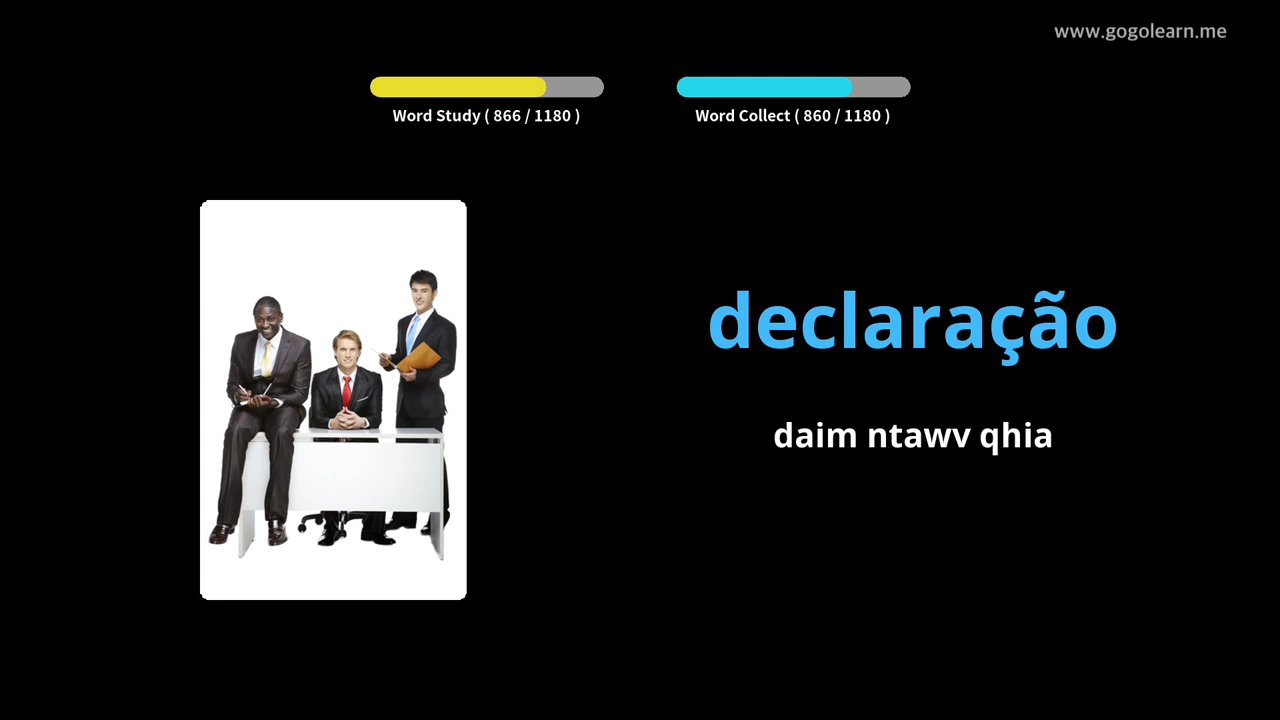 www.gogolearn.me
Word Study ( 866 / 1180 )
Word Collect ( 860 / 1180 )
declaração
daim ntawv qhia